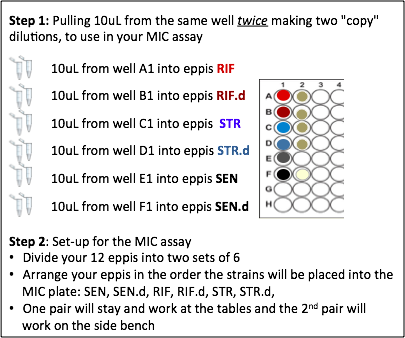 Step 1: Pulling 10uL from the same well twice making two "copy"
dilutions, to use in your MIC assay
10uL from well A1 into eppis RIF
10uL from well B1 into eppis RIF.d
10uL from well C1 into eppis STR
10uL from well D1 into eppis STR.d
10uL from well E1 into eppis SEN
10uL from well F1 into eppis SEN.d
1 2 3 4
A
B
C
D
E
F
G
H
Step 2: Set-up for the MIC assay
• Divide your 12 eppis into two sets of 6
• Arrange your eppis in the order the strains will be placed into the
MIC plate: SEN, SEN.d, RIF, RIF.d, STR, STR.d,
• One pair will stay and work at the tables and the 2nd pair will
work on the side bench